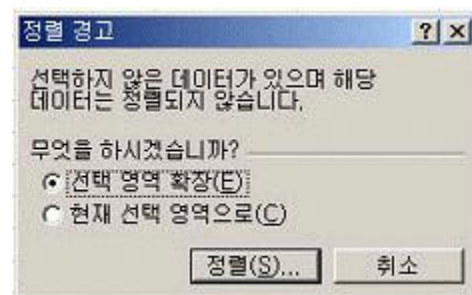 정렬 경고
선택하지 않은 데이터가 있으며 해당
데이터는 정렬되지 않습니다.
무엇을 하시겠습니까?
선택 영역 확장(E)
현재 선택 영역으로(C)
정렬(S)... 취소